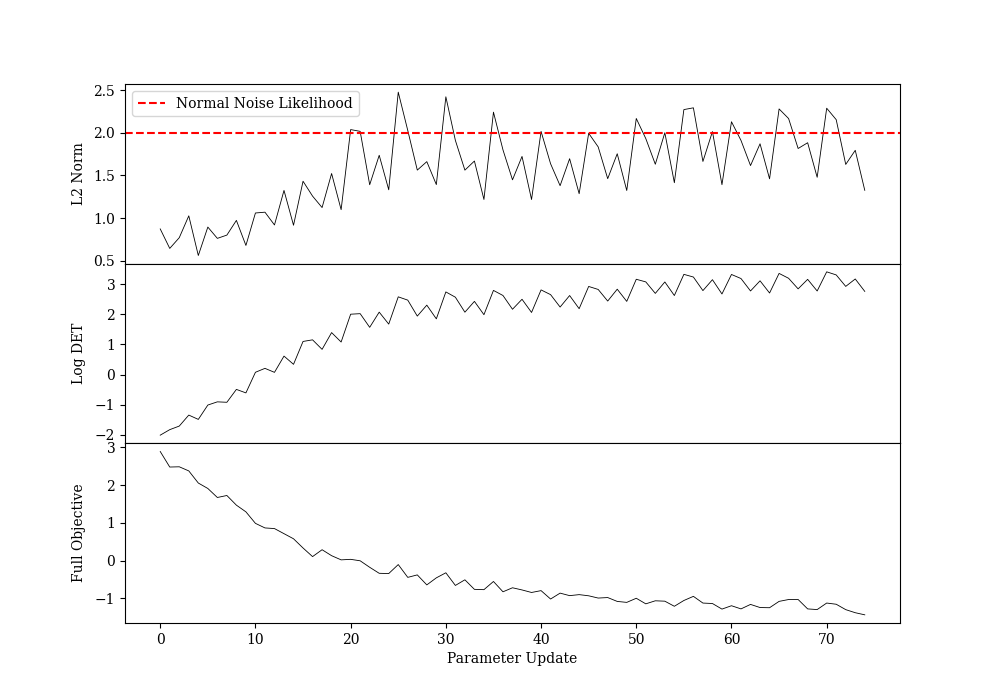 2.5
Normal Noise Likelihood
2.0
1.5
1.0
0.5
L2 Norm
3
2
1
0
−1
−2
Log DET
3
2
1
0
−1
Full Objective
0 10 20 30 40 50 60 70
Parameter Update